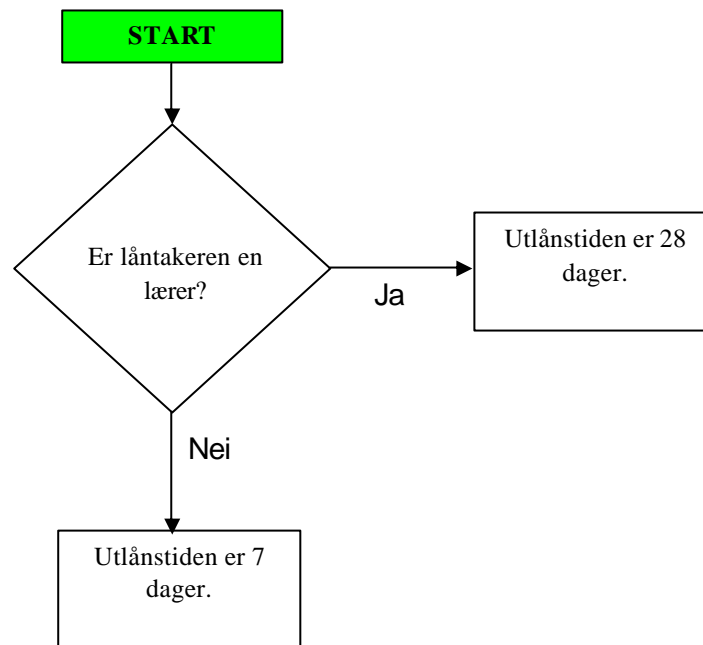 START
Er låntakeren en
lærer?
Ja
Utlånstiden er 28
dager.
Nei
Utlånstiden er 7
dager.